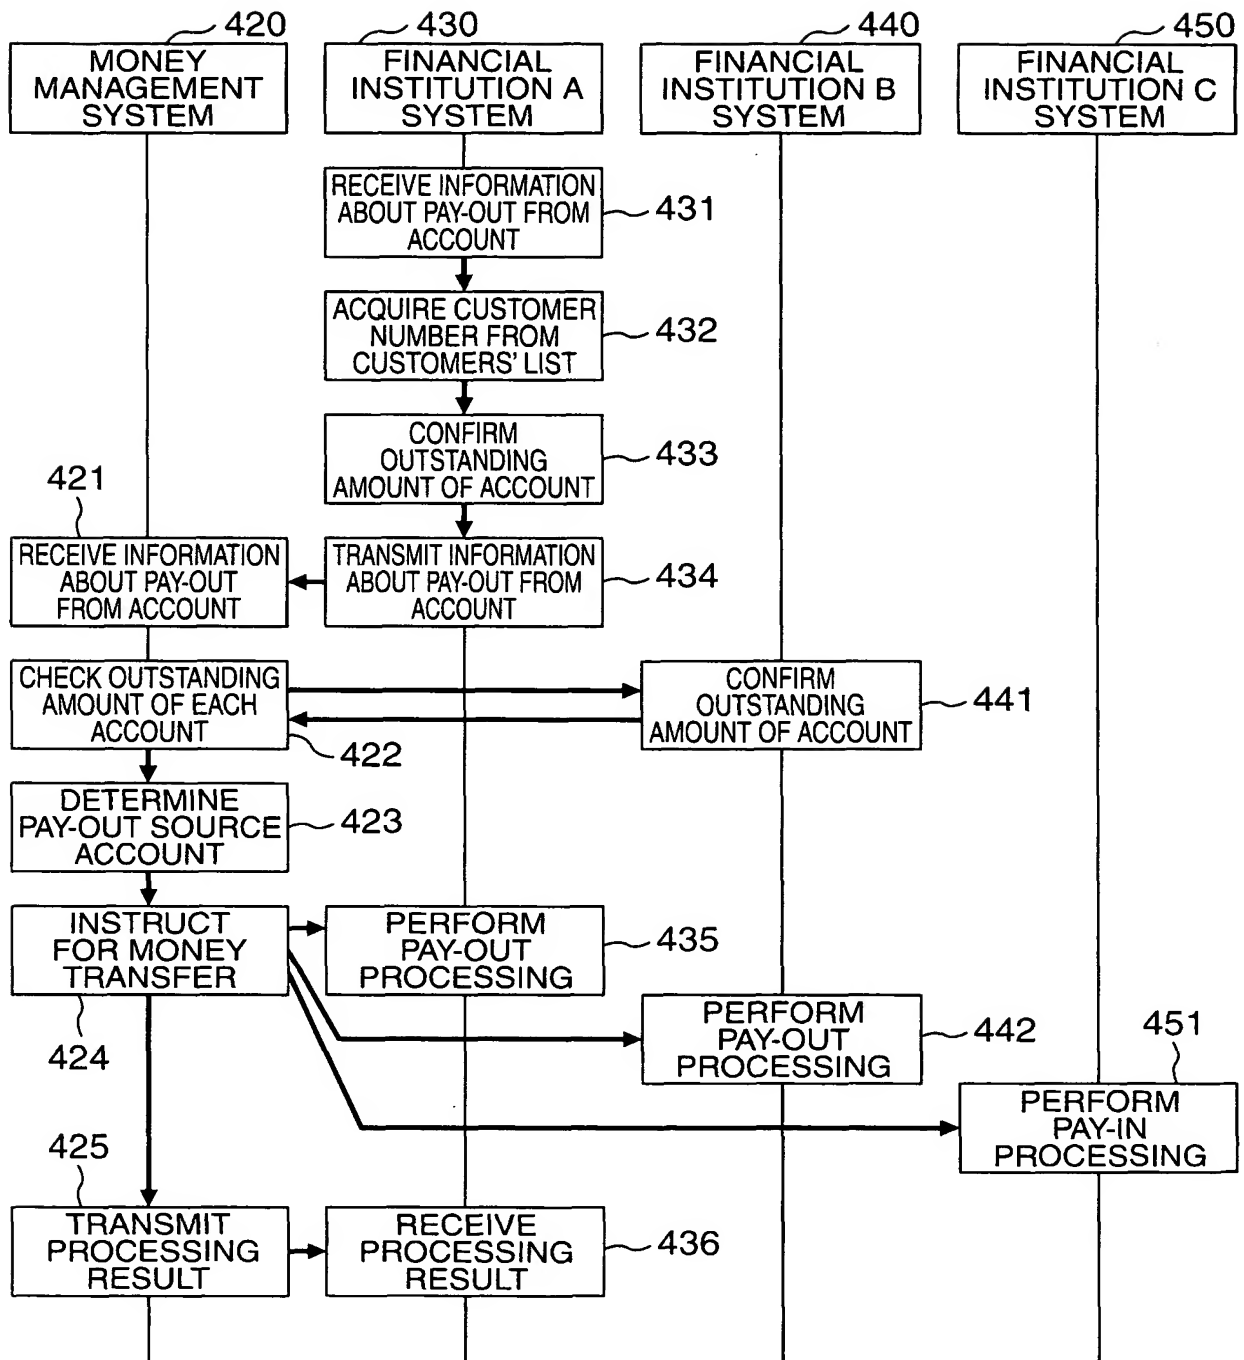 420
430
440
450
MONEY
MANAGEMENT
SYSTEM
FINANCIAL
INSTITUTION A
SYSTEM
FINANCIAL
INSTITUTION B
SYSTEM
FINANCIAL
INSTITUTION C
SYSTEM
RECEIVE INFORMATION
ABOUT PAY-OUT FROM
ACCOUNT
431
ACQUIRE CUSTOMER
NUMBER FROM
CUSTOMERS' LIST
432
CONFIRM
OUTSTANDING
AMOUNT OF ACCOUNT
433
421
RECEIVE INFORMATION
ABOUT PAY-OUT
FROM ACCOUNT
TRANSMIT INFORMATION
ABOUT PAY-OUT FROM
ACCOUNT
434
CHECK OUTSTANDING
AMOUNT OF EACH
ACCOUNT
422
CONFIRM
OUTSTANDING
AMOUNT OF ACCOUNT
441
DETERMINE
PAY-OUT SOURCE
ACCOUNT
423
INSTRUCT
FOR MONEY
TRANSFER
424
PERFORM
PAY-OUT
PROCESSING
435
PERFORM
PAY-OUT
PROCESSING
442
451
PERFORM
PAY-IN
PROCESSING
425
TRANSMIT
PROCESSING
RESULT
RECEIVE
PROCESSING
RESULT
436